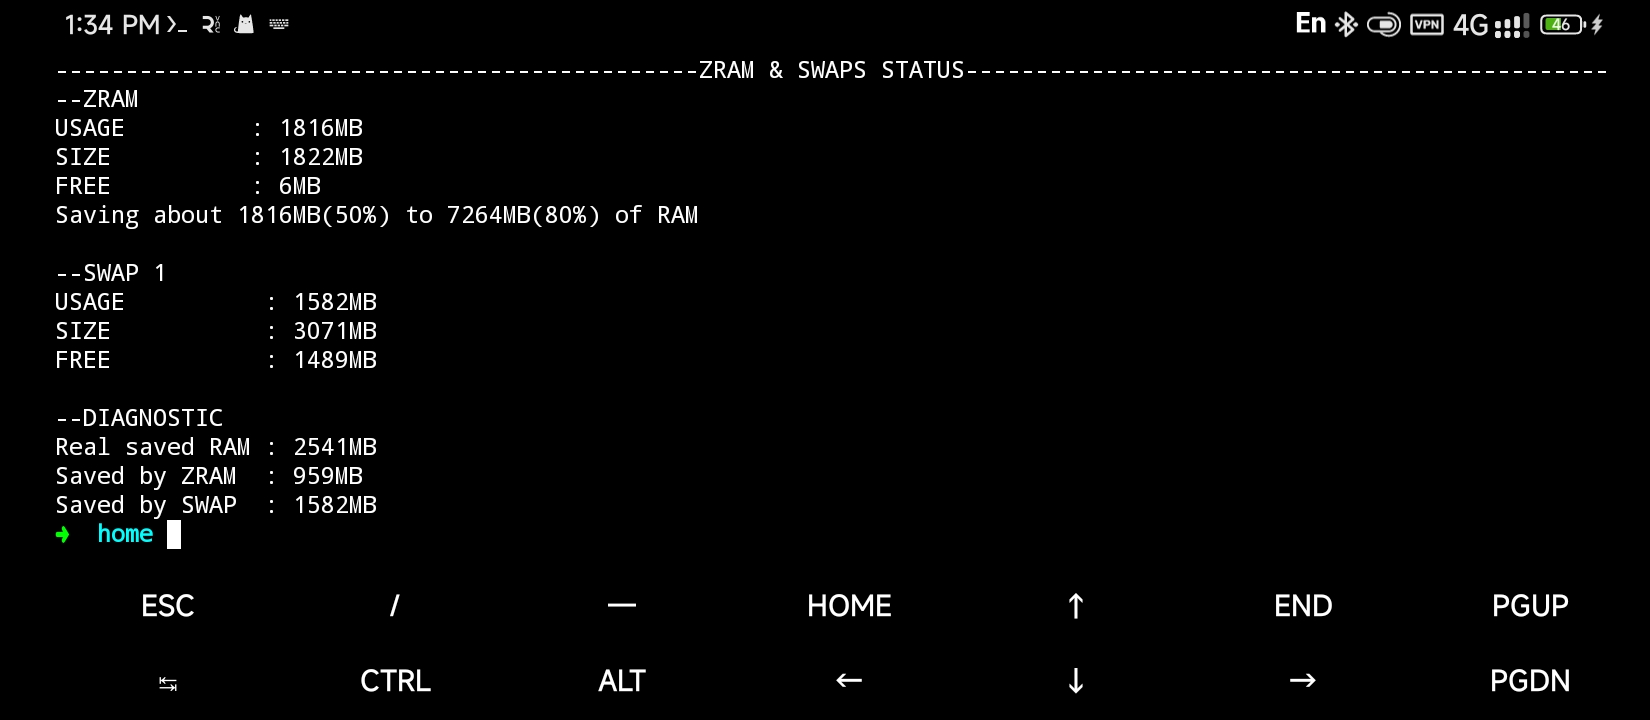 1:34 PM En VPN 4G 46
----------------------------------------------ZRAM & SWAPS STATUS----------------------------------------------
--ZRAM
USAGE         : 1816MB
SIZE          : 1822MB
FREE          : 6MB
Saving about 1816MB(50%) to 7264MB(80%) of RAM
--SWAP 1
USAGE          : 1582MB
SIZE           : 3071MB
FREE           : 1489MB
--DIAGNOSTIC
Real saved RAM : 2541MB
Saved by ZRAM  : 959MB
Saved by SWAP  : 1582MB
➜  home
ESC / — HOME ↑ END PGUP
↹ CTRL ALT ← ↓ → PGDN